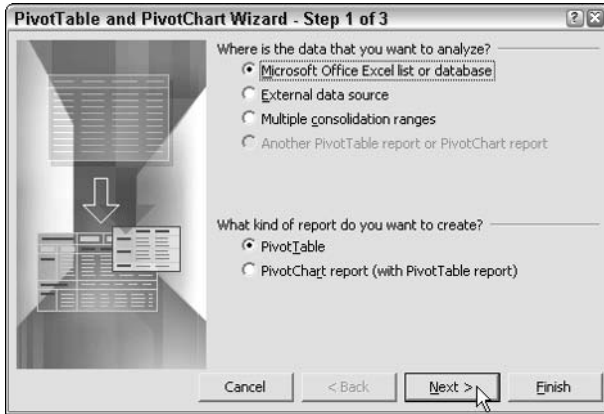 PivotTable and PivotChart Wizard - Step 1 of 3
Where is the data that you want to analyze?
Microsoft Office Excel list or database
External data source
Multiple consolidation ranges
Another PivotTable report or PivotChart report
What kind of report do you want to create?
PivotTable
PivotChart report (with PivotTable report)
Cancel
< Back
Next >
Finish